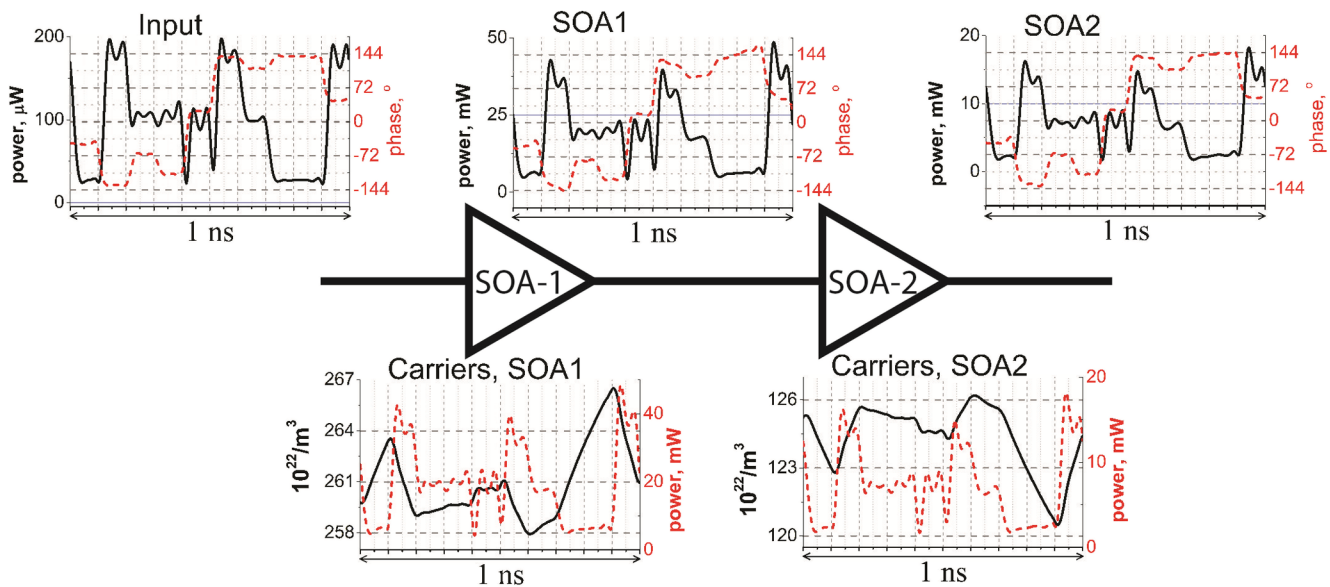 Input
200
100
0
power, μW
144
72
0
-72
-144
phase, °
1 ns
SOA1
50
25
0
power, mW
144
72
0
-72
-144
phase, °
1 ns
SOA2
20
10
0
power, mW
144
72
0
-72
-144
phase, °
1 ns
SOA-1
SOA-2
Carriers, SOA1
267
264
261
258
10²²/m³
40
20
0
power, mW
1 ns
Carriers, SOA2
126
123
120
10²²/m³
20
10
0
power, mW
1 ns